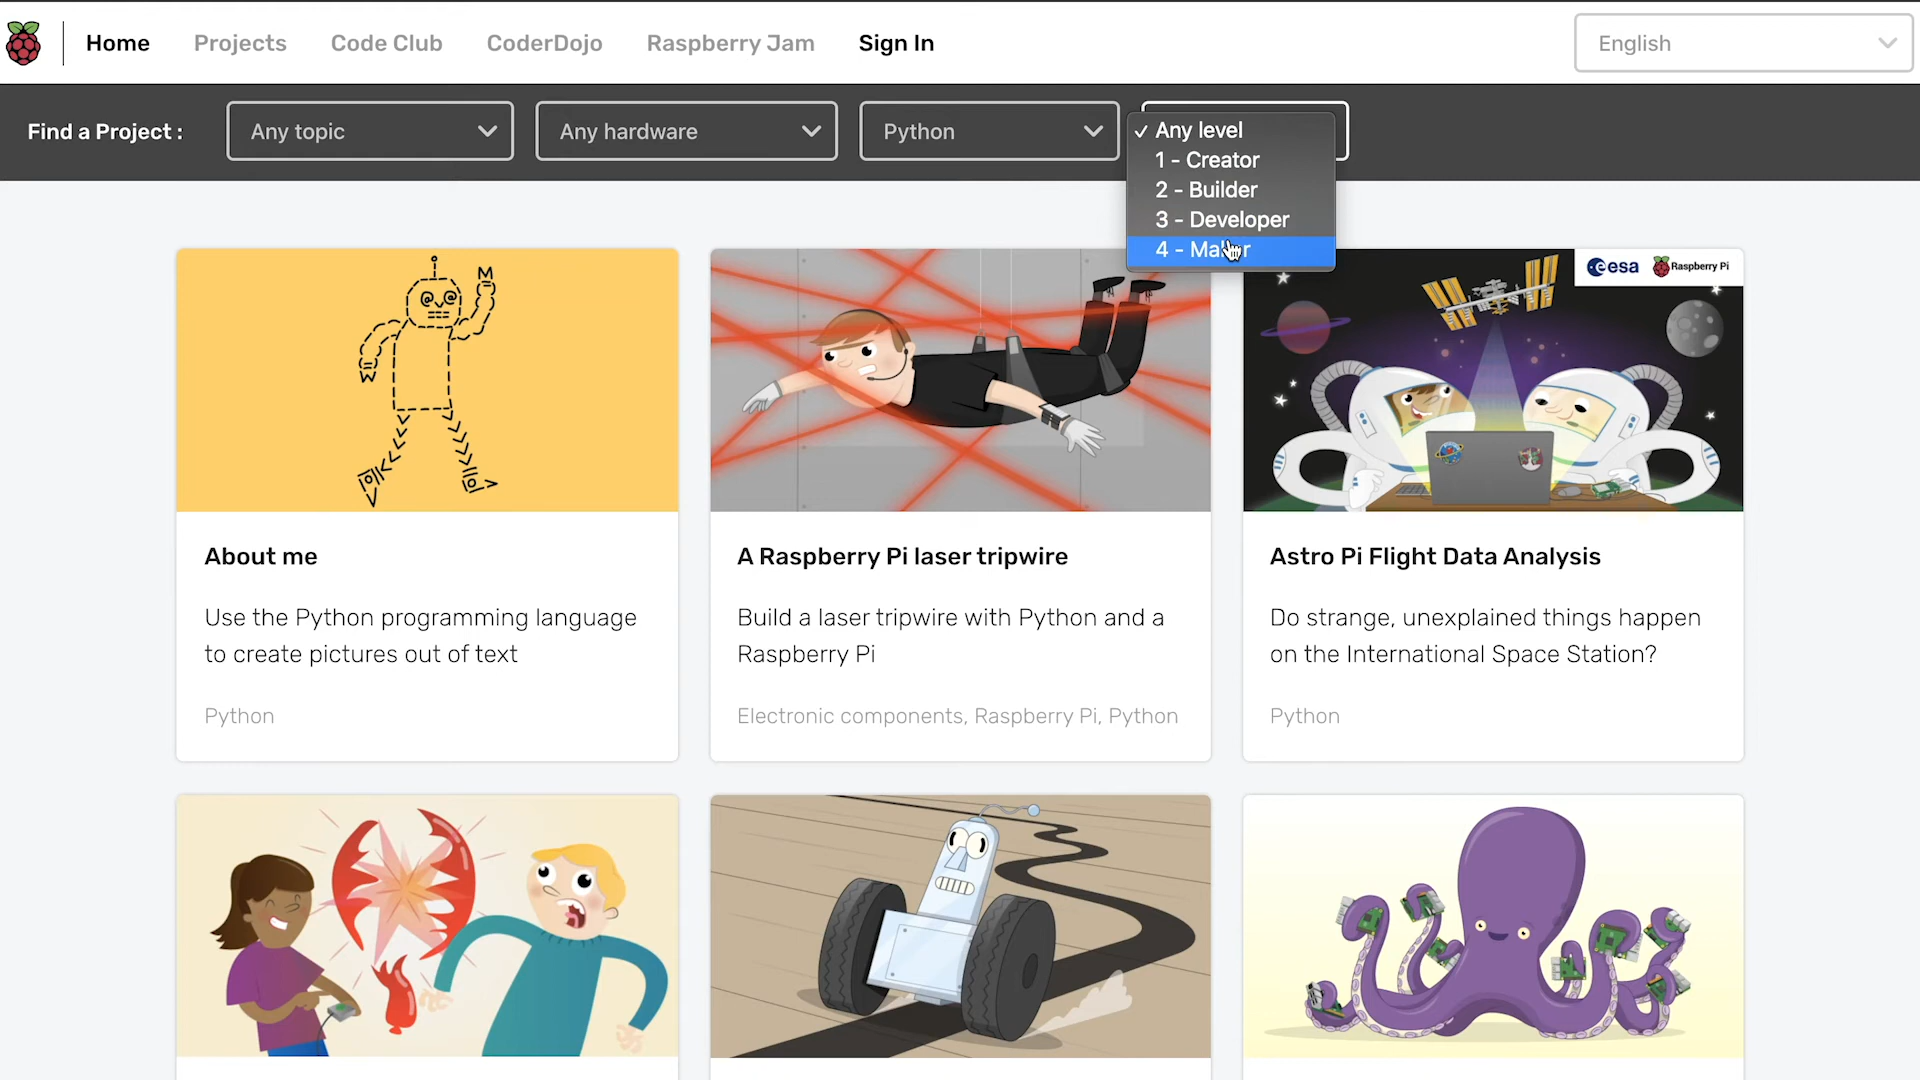 Home
Projects
Code Club
CoderDojo
Raspberry Jam
Sign In
English
Find a Project :
Any topic
Any hardware
Python
✓ Any level
1 - Creator
2 - Builder
3 - Developer
esa
Raspberry Pi
M
About me
Use the Python programming language
to create pictures out of text
Python
A Raspberry Pi laser tripwire
Build a laser tripwire with Python and a
Raspberry Pi
Electronic components, Raspberry Pi, Python
Astro Pi Flight Data Analysis
Do strange, unexplained things happen
on the International Space Station?
Python